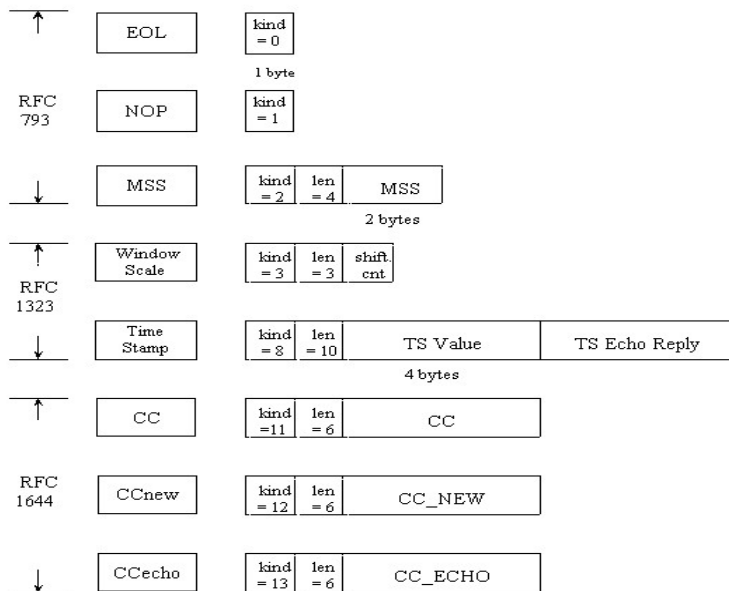 EOL
kind
= 0
1 byte
RFC
793
NOP
kind
= 1
MSS
kind
= 2
len
= 4
MSS
2 bytes
Window
Scale
kind
= 3
len
= 3
shift.
cnt
RFC
1323
Time
Stamp
kind
= 8
len
= 10
TS Value
TS Echo Reply
4 bytes
CC
kind
=11
len
= 6
CC
RFC
1644
CCnew
kind
= 12
len
= 6
CC_NEW
CCecho
kind
= 13
len
= 6
CC_ECHO